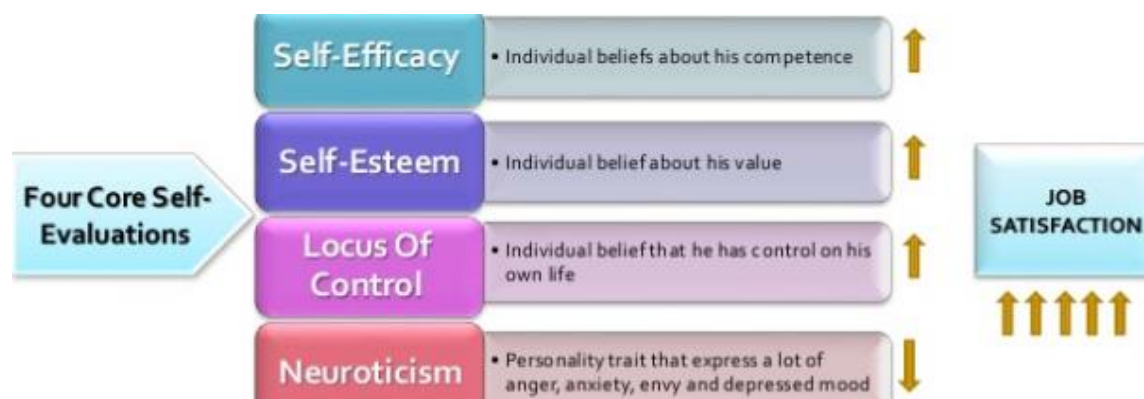 Four Core Self-
Evaluations
Self-Efficacy
• Individual beliefs about his competence
Self-Esteem
• Individual belief about his value
Locus Of
Control
• Individual belief that he has control on his
own life
Neuroticism
• Personality trait that express a lot of
anger, anxiety, envy and depressed mood
JOB
SATISFACTION